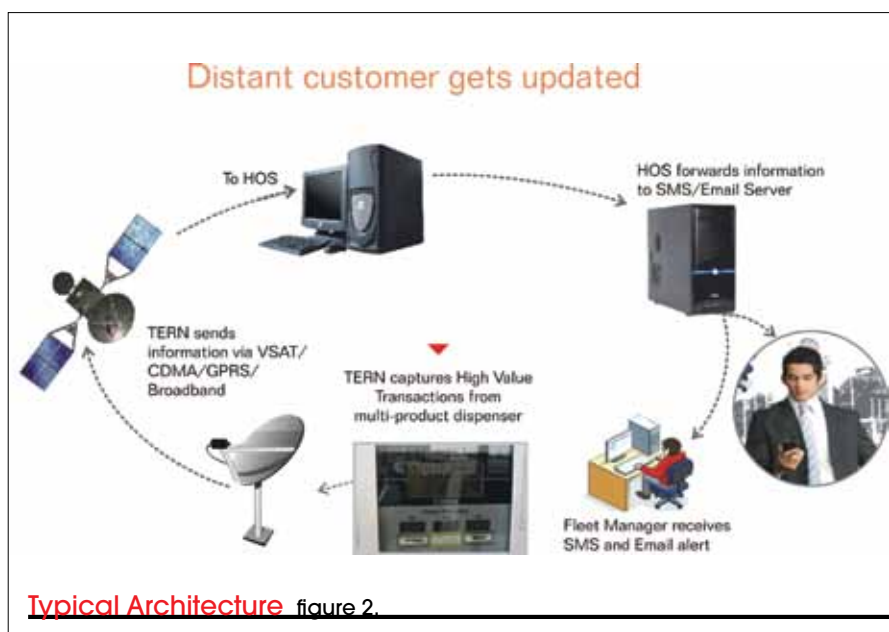 Distant customer gets updated
To HOS
HOS forwards information
to SMS/Email Server
TERN sends
information via VSAT/
CDMA/GPRS/
Broadband
TERN captures High Value
Transactions from
multi-product dispenser
Fleet Manager receives
SMS and Email alert
Typical Architecture figure 2.